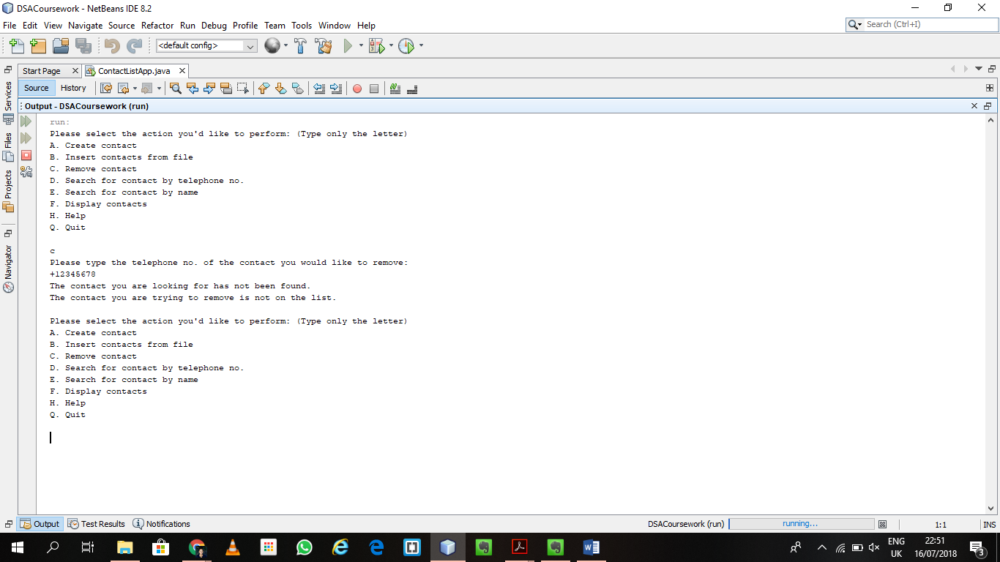 DSACoursework - NetBeans IDE 8.2
File Edit View Navigate Source Refactor Run Debug Profile Team Tools Window Help
Search (Ctrl+I)
<default config>
Start Page
ContactListApp.java
Source History
Output - DSACoursework (run)
Services
Files
Projects
Navigator
run:
Please select the action you'd like to perform: (Type only the letter)
A. Create contact
B. Insert contacts from file
C. Remove contact
D. Search for contact by telephone no.
E. Search for contact by name
F. Display contacts
H. Help
Q. Quit
c
Please type the telephone no. of the contact you would like to remove:
+12345678
The contact you are looking for has not been found.
The contact you are trying to remove is not on the list.
Please select the action you'd like to perform: (Type only the letter)
A. Create contact
B. Insert contacts from file
C. Remove contact
D. Search for contact by telephone no.
E. Search for contact by name
F. Display contacts
H. Help
Q. Quit
Output Test Results Notifications
DSACoursework (run)
running...
1:1
INS
ENG
UK
22:51
16/07/2018
3